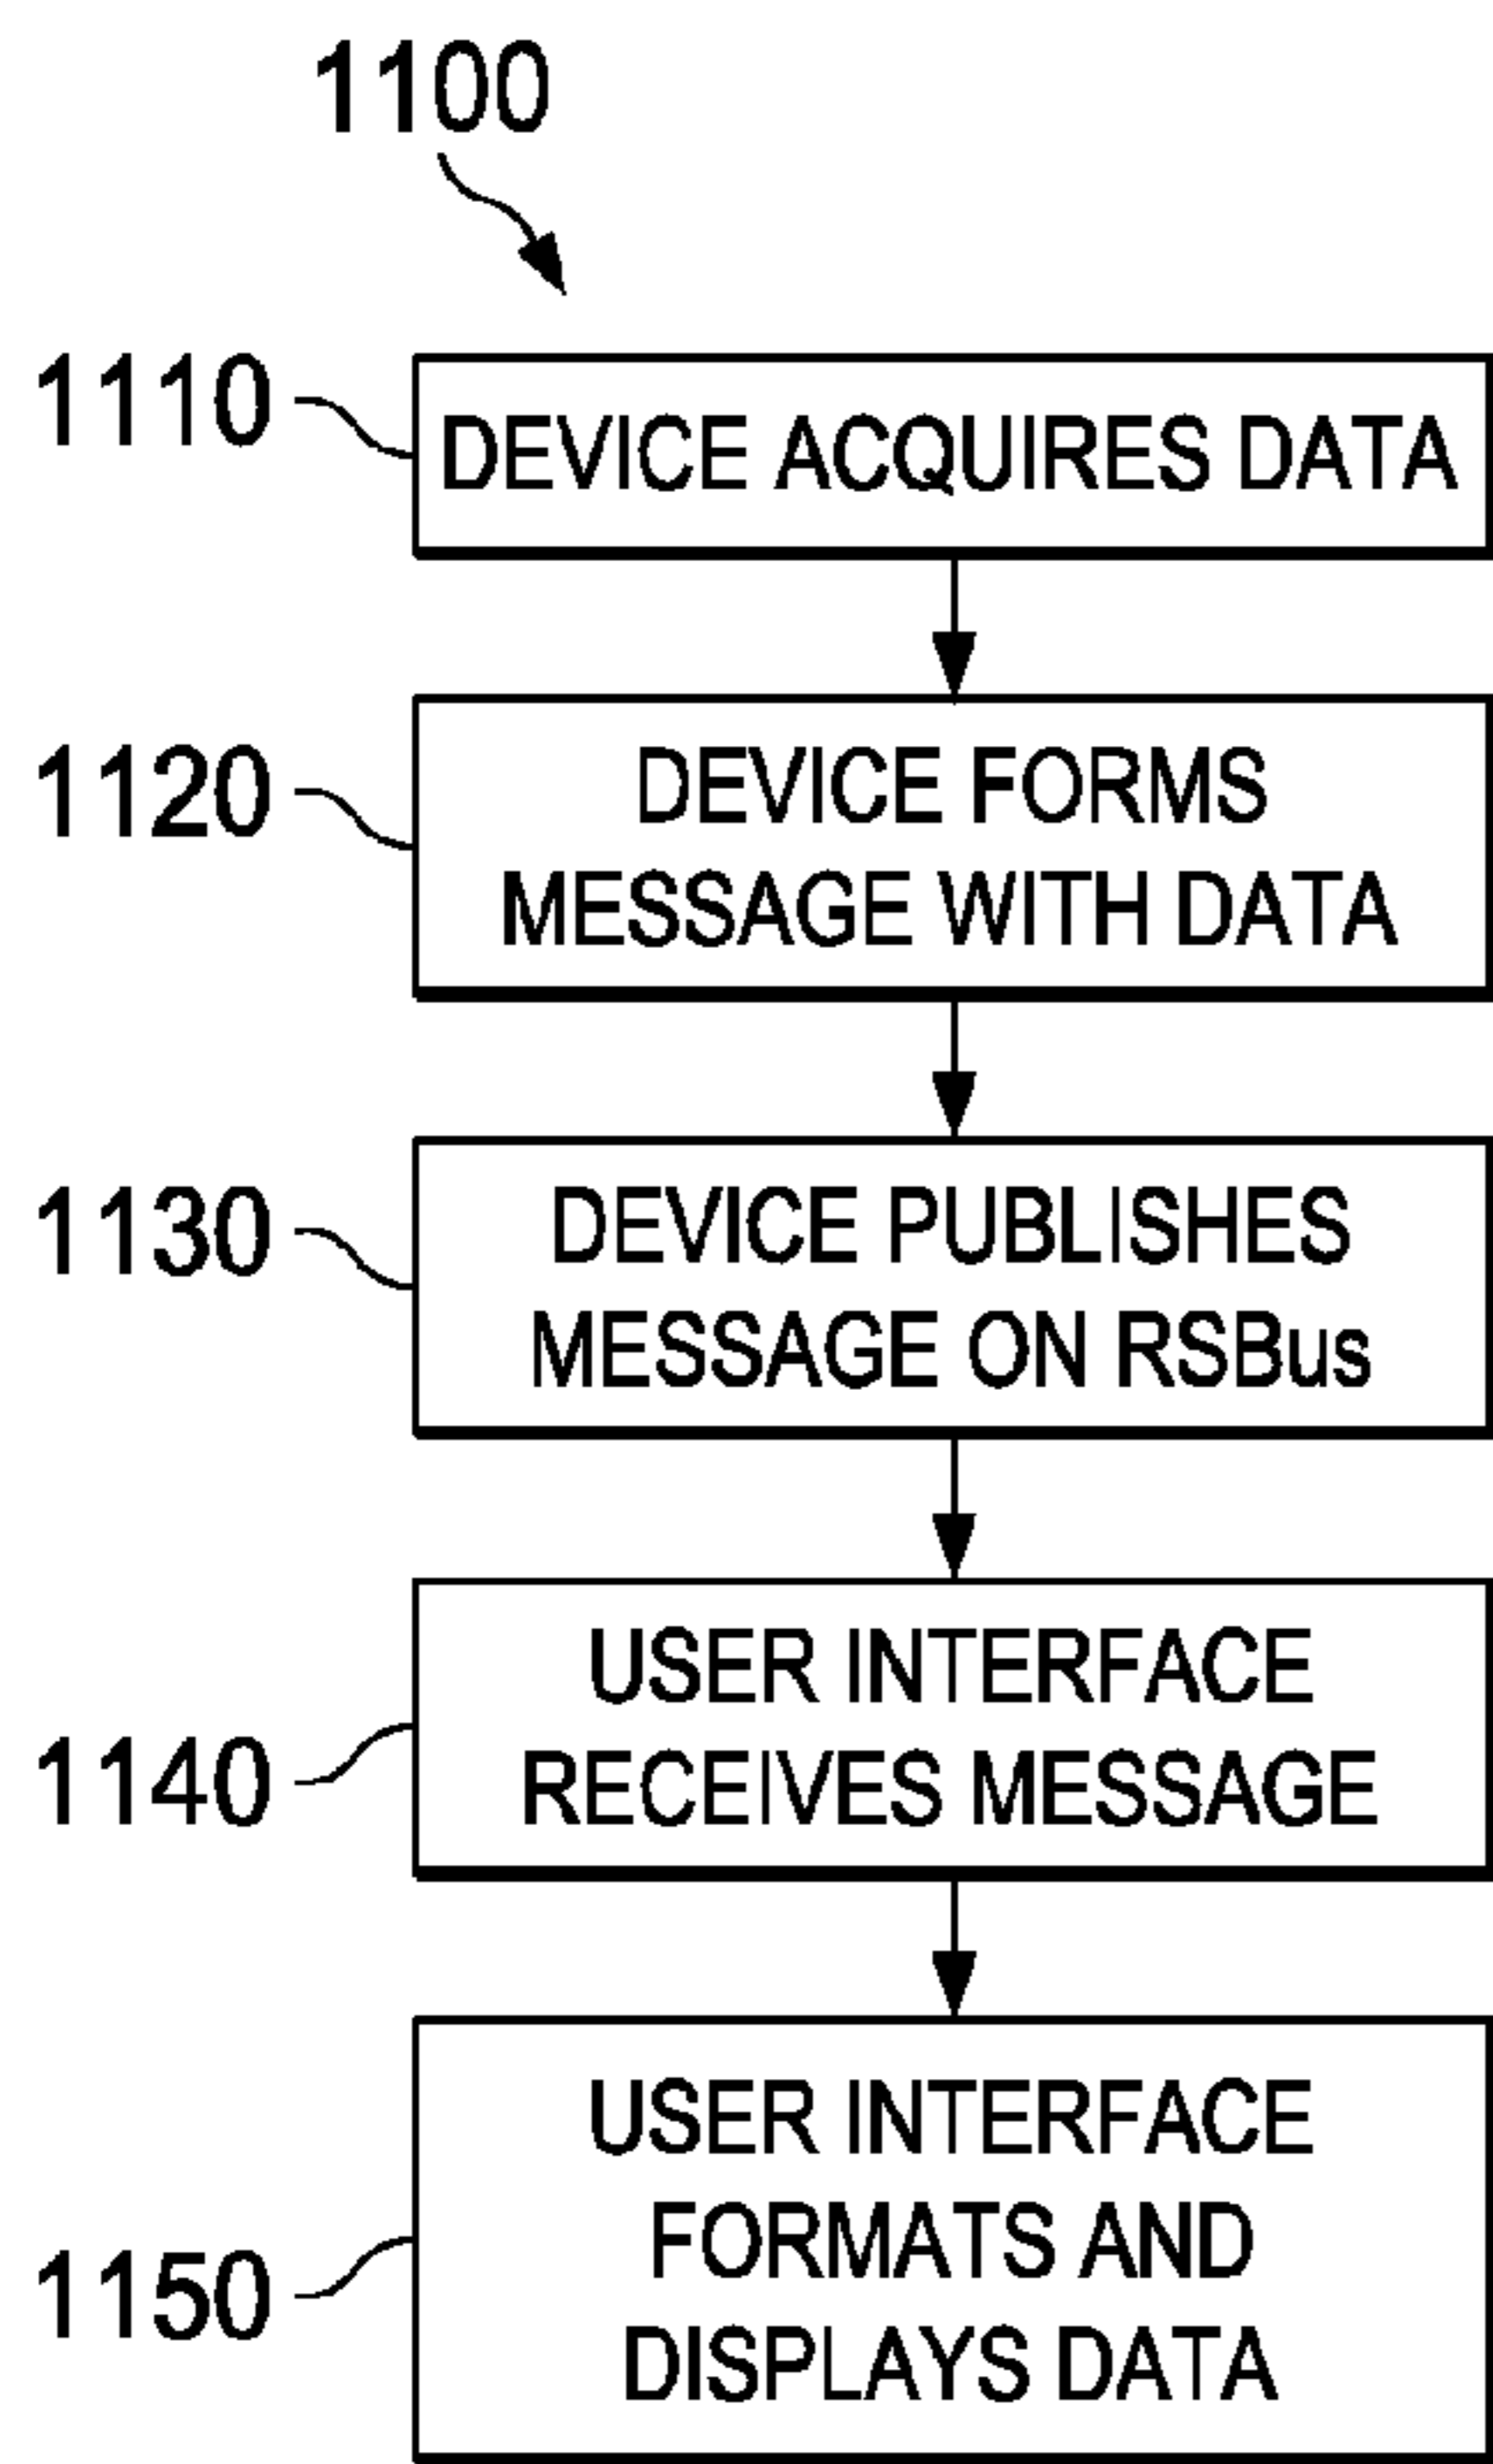 1100
1110
DEVICE ACQUIRES DATA
1120
DEVICE FORMS
MESSAGE WITH DATA
1130
DEVICE PUBLISHES
MESSAGE ON RSBus
1140
USER INTERFACE
RECEIVES MESSAGE
1150
USER INTERFACE
FORMATS AND
DISPLAYS DATA